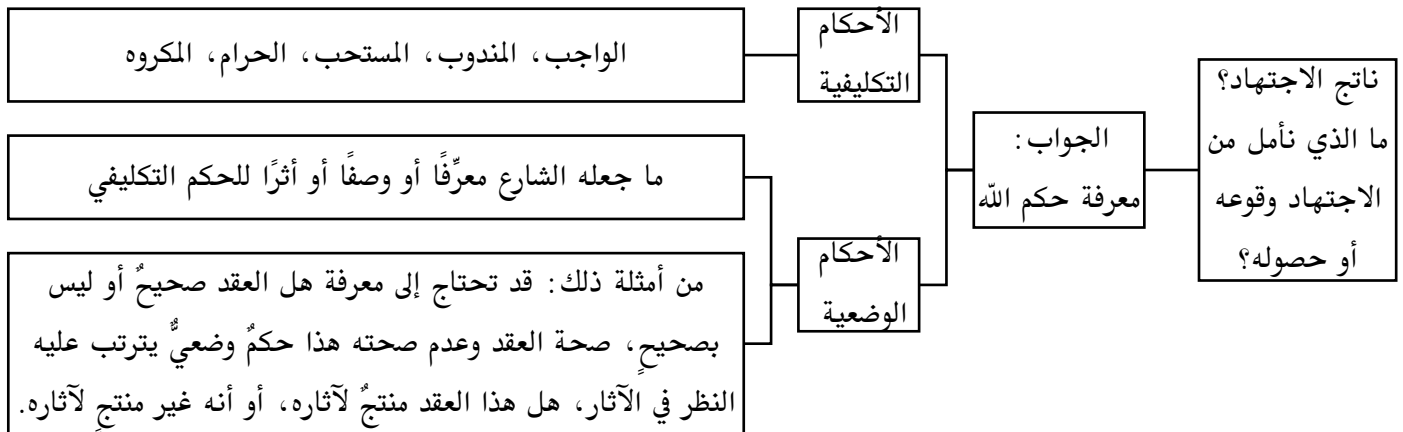 ناتج الاجتهاد؟
ما الذي نأمل من
الاجتهاد وقوعه
أو حصوله؟
الجواب:
معرفة حكم الله
الأحكام
التكليفية
الواجب، المندوب، المستحب، الحرام، المكروه
الأحكام
الوضعية
ما جعله الشارع معرِّفًا أو وصفًا أو أثرًا للحكم التكليفي
من أمثلة ذلك: قد تحتاج إلى معرفة هل العقد صحيحٌ أو ليس
بصحيحٍ، صحة العقد وعدم صحته هذا حكمٌ وضعيٌّ يترتب عليه
النظر في الآثار، هل هذا العقد منتجٌ لآثاره، أو أنه غير منتجٍ لآثاره.